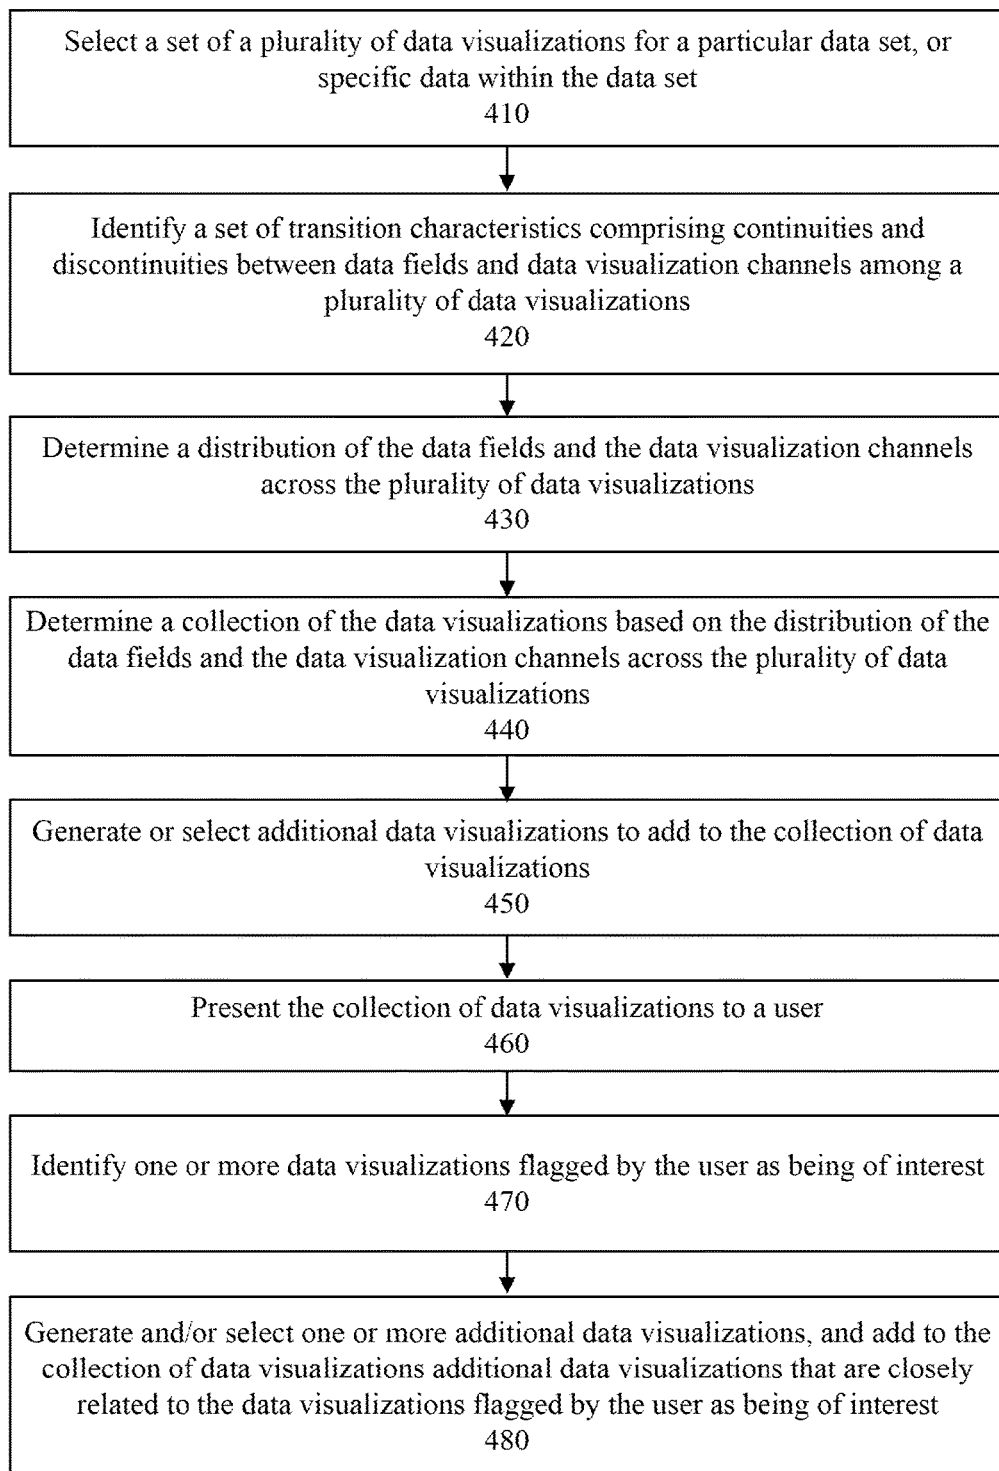 Select a set of a plurality of data visualizations for a particular data set, or
specific data within the data set
410
Identify a set of transition characteristics comprising continuities and
discontinuities between data fields and data visualization channels among a
plurality of data visualizations
420
Determine a distribution of the data fields and the data visualization channels
across the plurality of data visualizations
430
Determine a collection of the data visualizations based on the distribution of the
data fields and the data visualization channels across the plurality of data
visualizations
440
Generate or select additional data visualizations to add to the collection of data
visualizations
450
Present the collection of data visualizations to a user
460
Identify one or more data visualizations flagged by the user as being of interest
470
Generate and/or select one or more additional data visualizations, and add to the
collection of data visualizations additional data visualizations that are closely
related to the data visualizations flagged by the user as being of interest
480